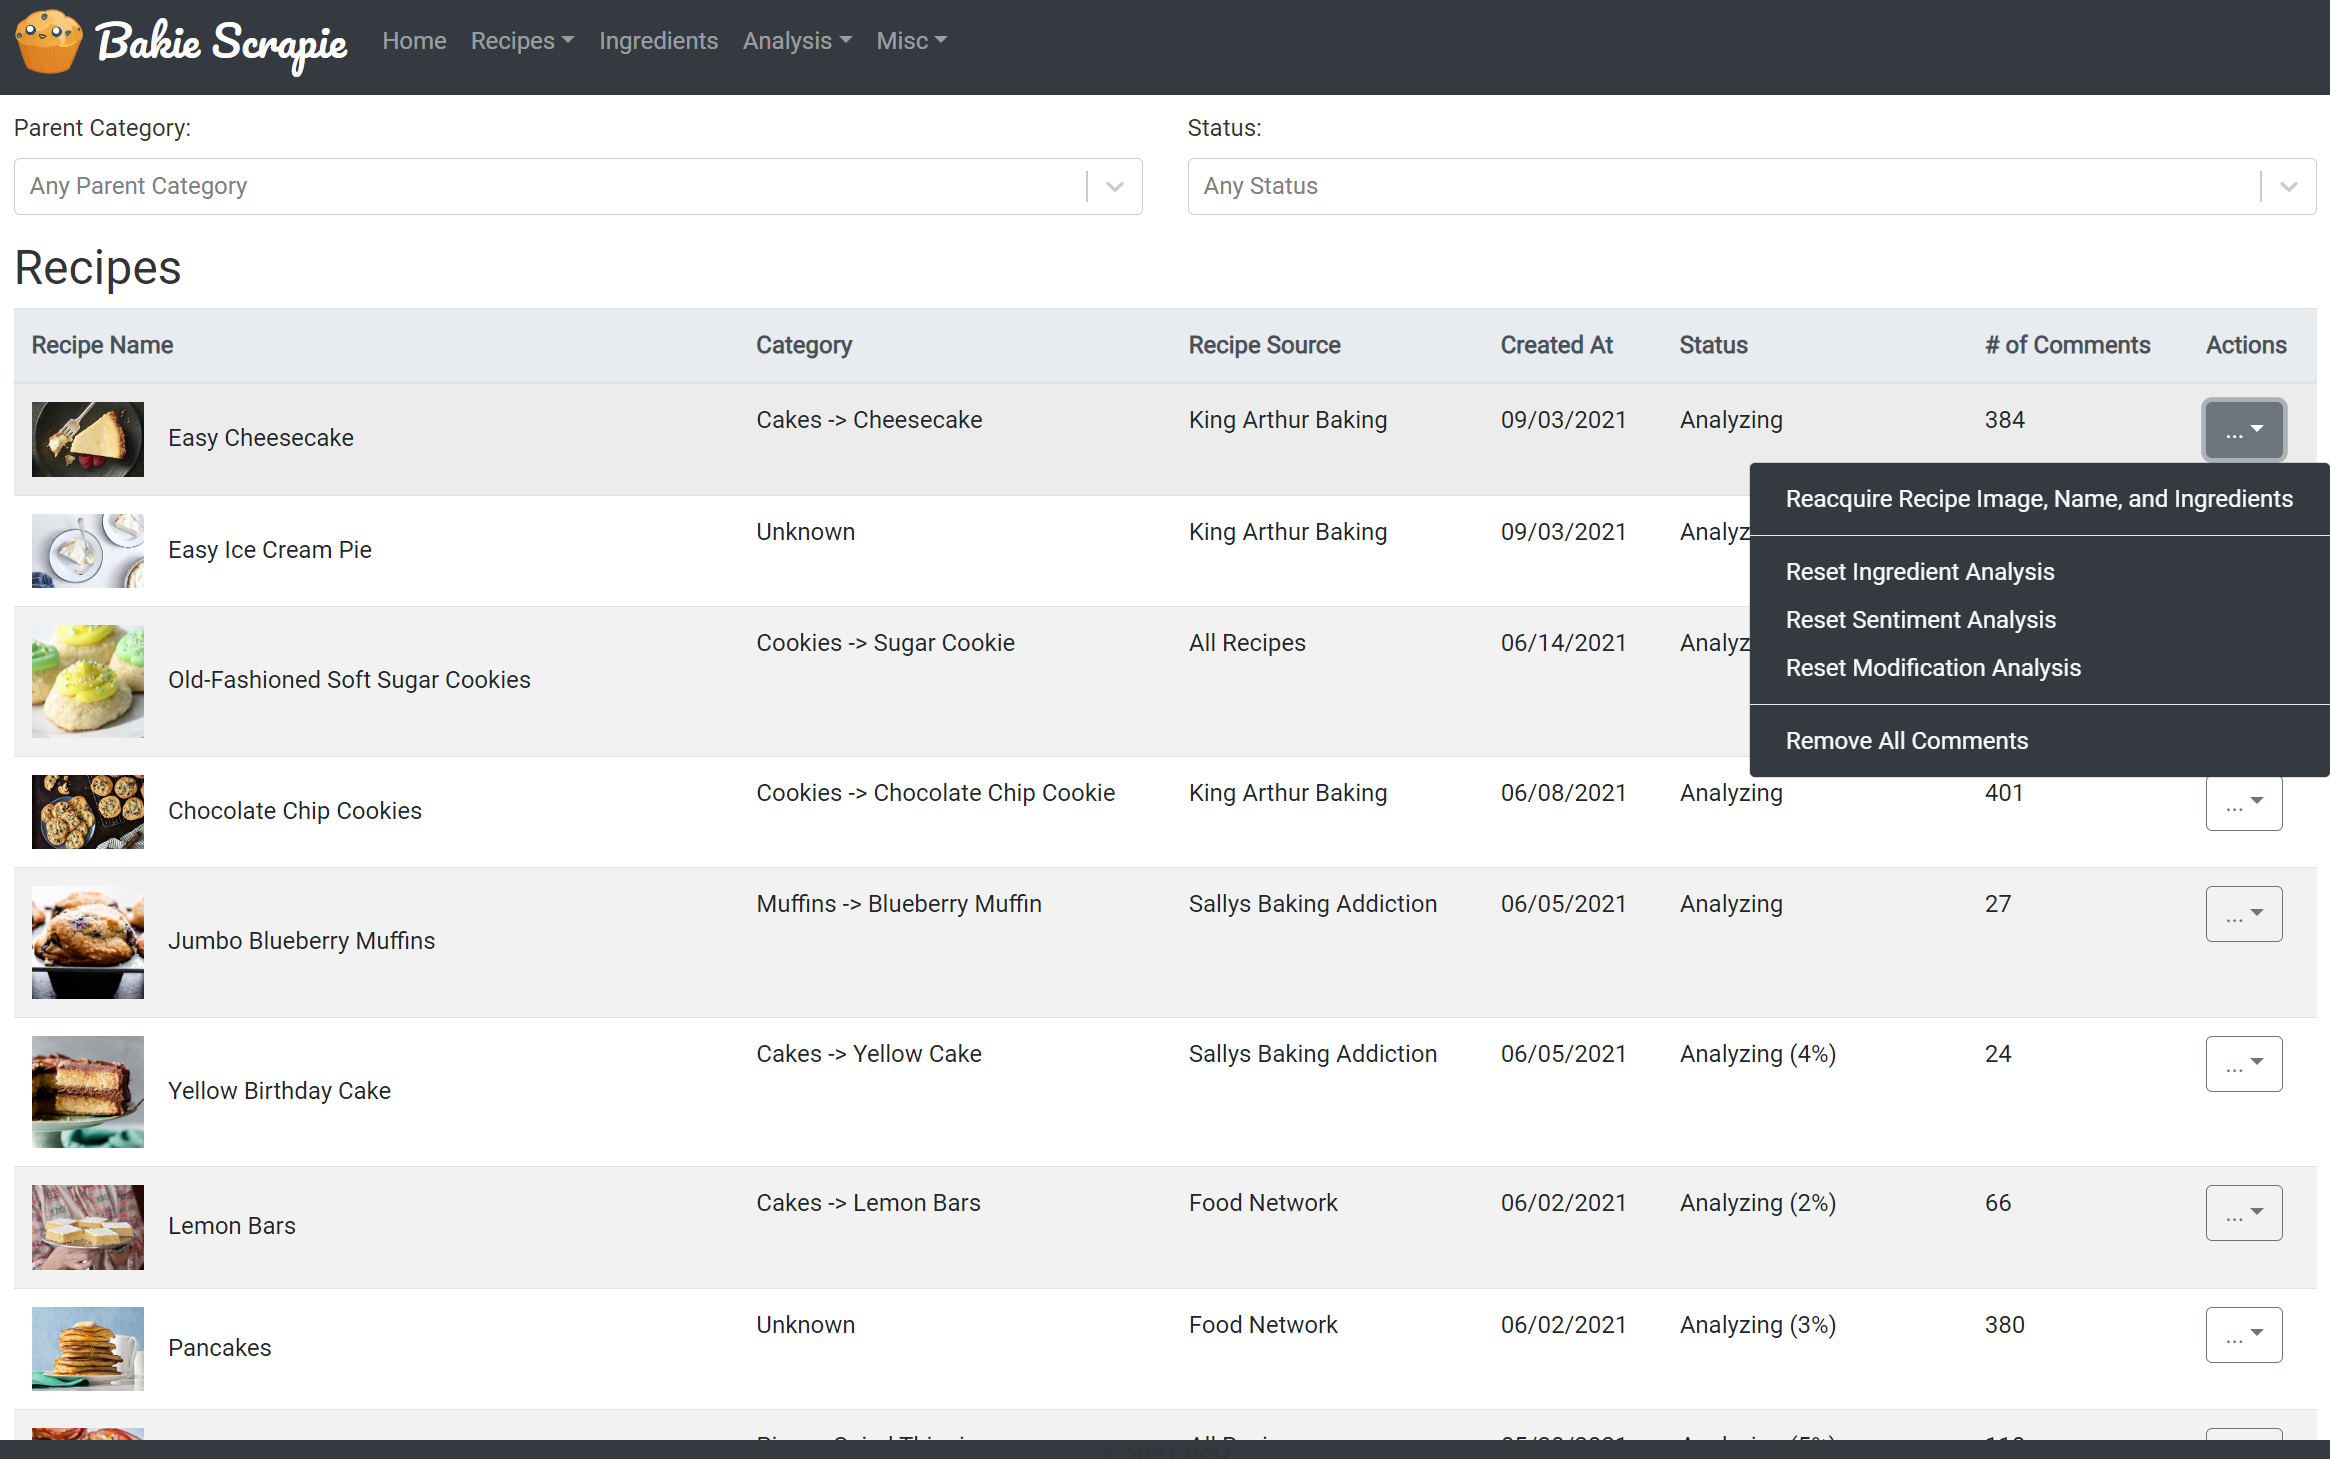 Bakie Scrapie Home Recipes Ingredients Analysis Misc
Parent Category: Status:
Any Parent Category Any Status
Recipes
Recipe Name Category Recipe Source Created At Status # of Comments Actions
Easy Cheesecake Cakes -> Cheesecake King Arthur Baking 09/03/2021 Analyzing 384 ...
Reacquire Recipe Image, Name, and Ingredients
Easy Ice Cream Pie Unknown King Arthur Baking 09/03/2021 Analyz
Reset Ingredient Analysis
Reset Sentiment Analysis
Old-Fashioned Soft Sugar Cookies Cookies -> Sugar Cookie All Recipes 06/14/2021 Analyz
Reset Modification Analysis
Remove All Comments
Chocolate Chip Cookies Cookies -> Chocolate Chip Cookie King Arthur Baking 06/08/2021 Analyzing 401 ...
Jumbo Blueberry Muffins Muffins -> Blueberry Muffin Sallys Baking Addiction 06/05/2021 Analyzing 27 ...
Yellow Birthday Cake Cakes -> Yellow Cake Sallys Baking Addiction 06/05/2021 Analyzing (4%) 24 ...
Lemon Bars Cakes -> Lemon Bars Food Network 06/02/2021 Analyzing (2%) 66 ...
Pancakes Unknown Food Network 06/02/2021 Analyzing (3%) 380 ...